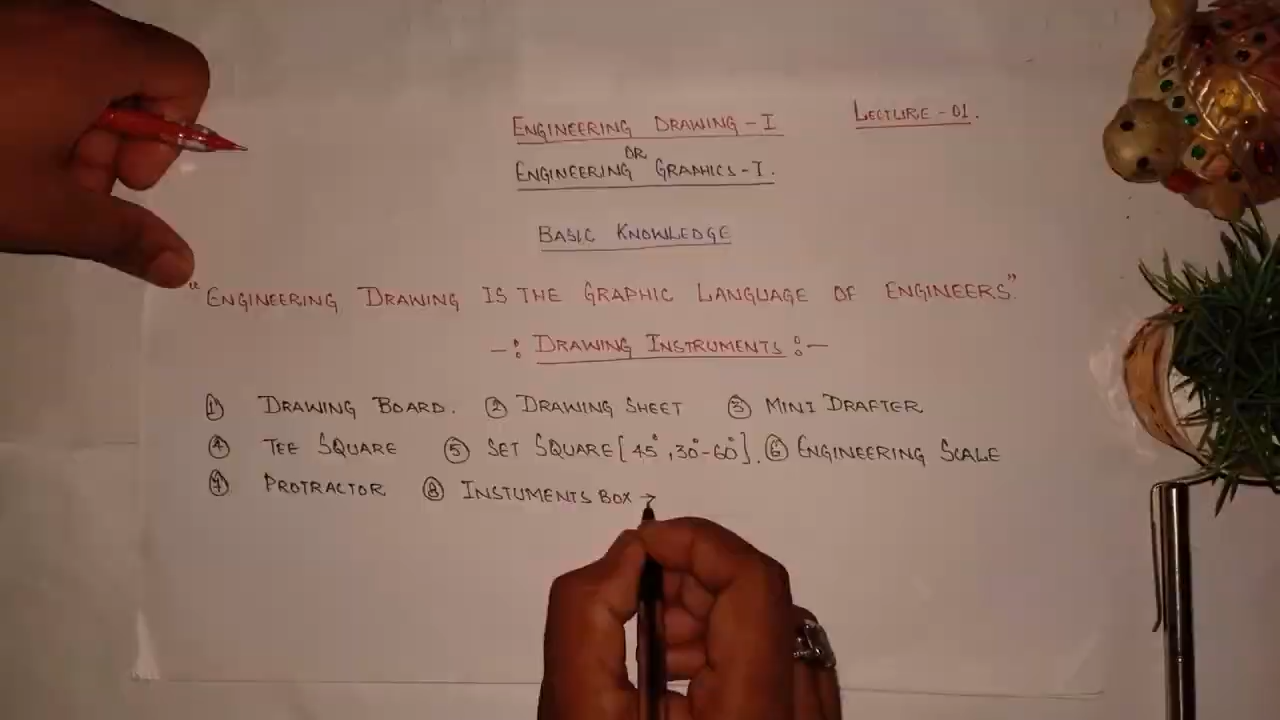 ENGINEERING DRAWING - I
LECTURE - 01.
OR
ENGINEERING GRAPHICS - I.
BASIC KNOWLEDGE
"ENGINEERING DRAWING IS THE GRAPHIC LANGUAGE OF ENGINEERS".
-: DRAWING INSTRUMENTS :-
① DRAWING BOARD. ② DRAWING SHEET ③ MINI DRAFTER.
④ TEE SQUARE ⑤ SET SQUARE [45°, 30°-60°]. ⑥ ENGINEERING SCALE
⑦ PROTRACTOR ⑧ INSTUMENTS BOX →